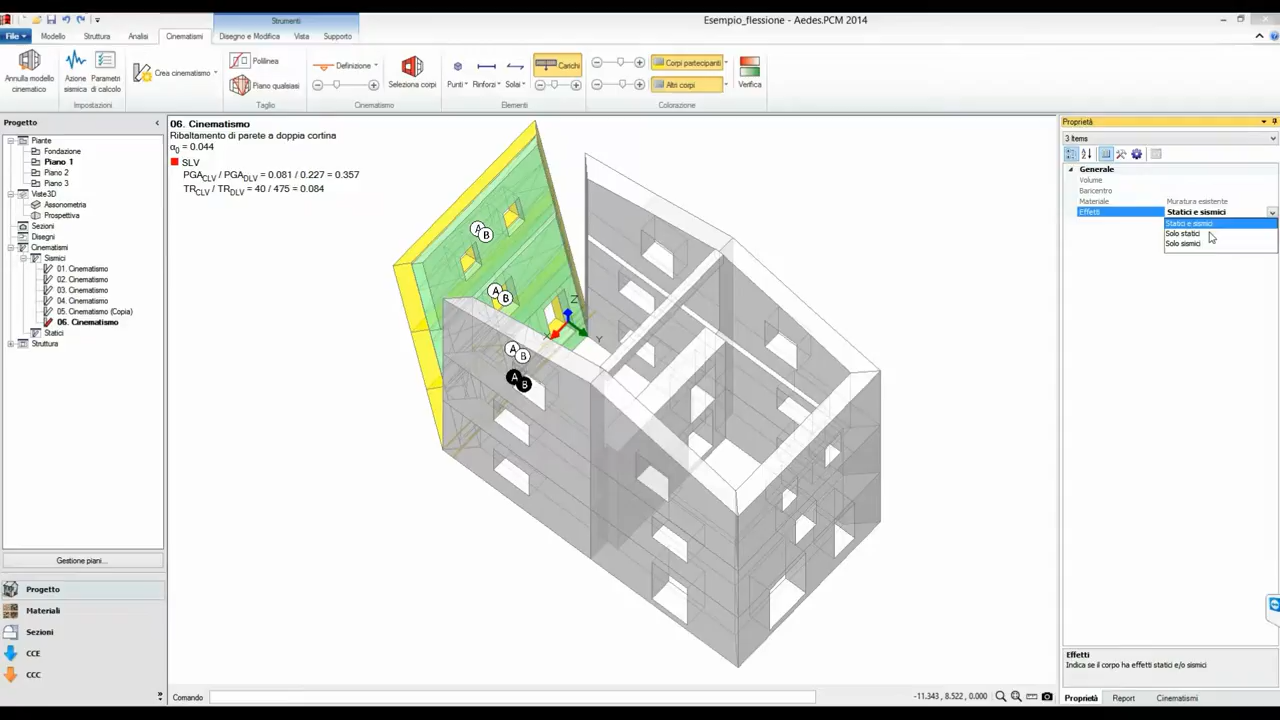 Strumenti
Esempio_flessione - Aedes.PCM 2014
File
Modello
Struttura
Analisi
Cinematismi
Disegno e Modifica
Vista
Supporto
Annulla modello
cinematico
Azione
sismica
Parametri
di calcolo
Impostazioni
Crea cinematismo
Polilinea
Piano qualsiasi
Taglio
Definizione
Seleziona corpi
Cinematismo
Punti
Rinforzi
Solai
Carichi
Elementi
Corpi partecipanti
Altri corpi
Colorazione
Verifica
Progetto
Piante
Fondazione
Piano 1
Piano 2
Piano 3
Viste3D
Assonometria
Prospettiva
Sezioni
Disegni
Cinematismi
Sismici
01. Cinematismo
02. Cinematismo
03. Cinematismo
04. Cinematismo
05. Cinematismo (Copia)
06. Cinematismo
Statici
Struttura
Gestione piani...
Progetto
Materiali
Sezioni
CCE
CCC
06. Cinematismo
Ribaltamento di parete a doppia cortina
α0 = 0.044
SLV
PGACLV / PGADLV = 0.081 / 0.227 = 0.357
TRCLV / TRDLV = 40 / 475 = 0.084
A
B
A
B
A
B
A
B
Z
X
Y
Comando
-11.343 , 8.522 , 0.000
Proprietà
3 Items
Generale
Volume
Baricentro
Materiale Muratura esistente
Effetti Statici e sismici
Statici e sismici
Solo statici
Solo sismici
Effetti
Indica se il corpo ha effetti statici e/o sismici
Proprietà
Report
Cinematismi